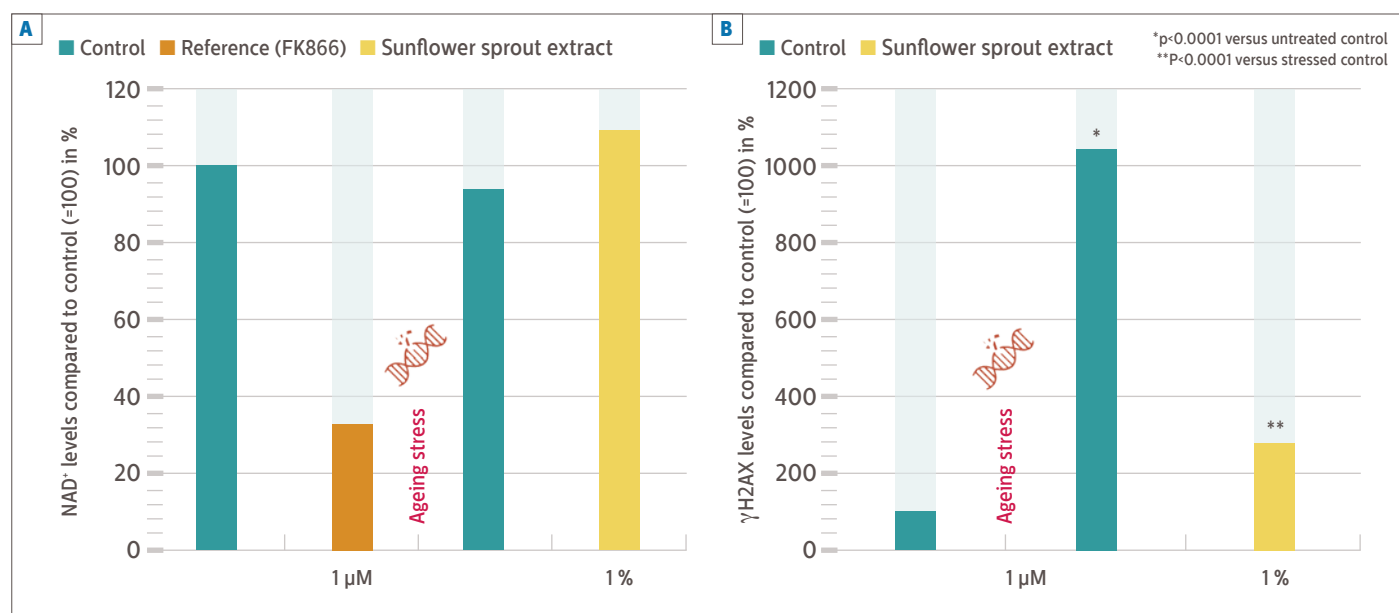 A
Control Reference (FK866) Sunflower sprout extract
NAD⁺ levels compared to control (=100) in %
120
100
80
60
40
20
0
Ageing stress
1 µM
1 %
B
Control Sunflower sprout extract
*p<0.0001 versus untreated control
**P<0.0001 versus stressed control
γH2AX levels compared to control (=100) in %
1200
1000
800
600
400
200
0
*
**
Ageing stress
1 µM
1 %